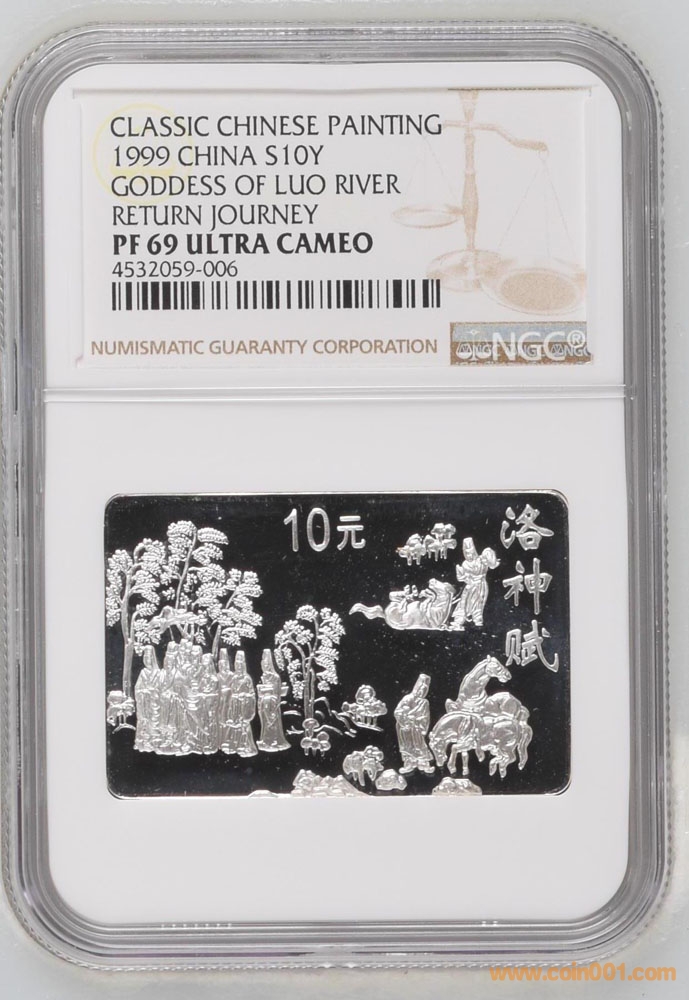 CLASSIC CHINESE PAINTING
1999 CHINA S10Y
GODDESS OF LUO RIVER
RETURN JOURNEY
PF 69 ULTRA CAMEO
4532059-006
NUMISMATIC GUARANTY CORPORATION
NGC®
10元
洛神赋
www.coin001.com